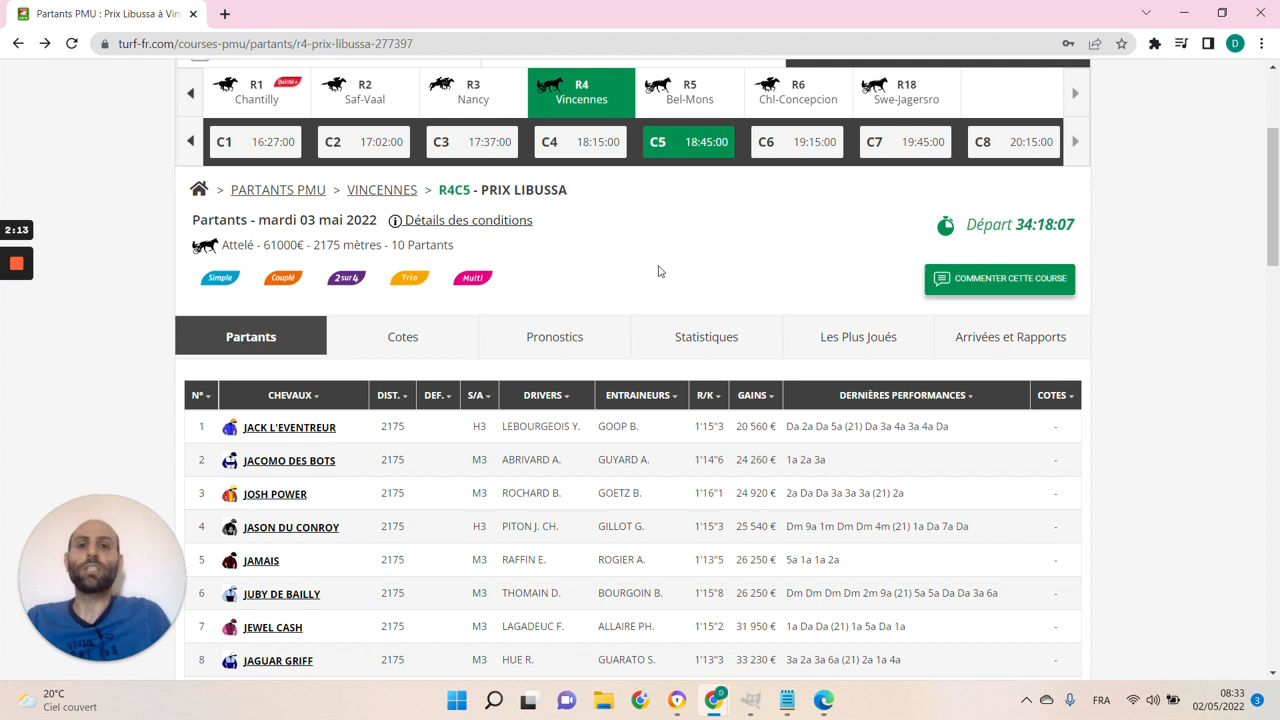 Partants PMU : Prix Libussa à Vin
turf-fr.com/courses-pmu/partants/r4-prix-libussa-277397
D
R1 Quinté+
Chantilly
R2
Saf-Vaal
R3
Nancy
R4
Vincennes
R5
Bel-Mons
R6
Chl-Concepcion
R18
Swe-Jagersro
C1 16:27:00 C2 17:02:00 C3 17:37:00 C4 18:15:00 C5 18:45:00 C6 19:15:00 C7 19:45:00 C8 20:15:00
> PARTANTS PMU > VINCENNES > R4C5 - PRIX LIBUSSA
Partants - mardi 03 mai 2022 Détails des conditions
Départ 34:18:07
2:13
Attelé - 61000€ - 2175 mètres - 10 Partants
Simple Couplé 2sur4 Trio Multi
COMMENTER CETTE COURSE
Partants Cotes Pronostics Statistiques Les Plus Joués Arrivées et Rapports
N° CHEVAUX DIST. DEF. S/A DRIVERS ENTRAINEURS R/K GAINS DERNIÈRES PERFORMANCES COTES
1 JACK L'EVENTREUR 2175 H3 LEBOURGEOIS Y. GOOP B. 1'15"3 20 560 € Da 2a Da 5a (21) Da 3a 4a 3a 4a Da -
2 JACOMO DES BOTS 2175 M3 ABRIVARD A. GUYARD A. 1'14"6 24 260 € 1a 2a 3a -
3 JOSH POWER 2175 M3 ROCHARD B. GOETZ B. 1'16"1 24 920 € 2a Da Da 3a 3a 3a (21) 2a -
4 JASON DU CONROY 2175 H3 PITON J. CH. GILLOT G. 1'15"3 25 540 € Dm 9a 1m Dm Dm 4m (21) 1a Da 7a Da -
5 JAMAIS 2175 M3 RAFFIN E. ROGIER A. 1'13"5 26 250 € 5a 1a 1a 2a -
6 JUBY DE BAILLY 2175 M3 THOMAIN D. BOURGOIN B. 1'15"8 26 250 € Dm Dm Dm Dm 2m 9a (21) 5a 5a Da Da 3a 6a -
7 JEWEL CASH 2175 M3 LAGADEUC F. ALLAIRE PH. 1'15"2 31 950 € 1a Da Da (21) 1a 5a Da 1a -
8 JAGUAR GRIFF 2175 M3 HUE R. GUARATO S. 1'13"3 33 230 € 3a 2a 3a 6a (21) 2a 1a 4a -
20°C
Ciel couvert
D
FRA
08:33
02/05/2022
3